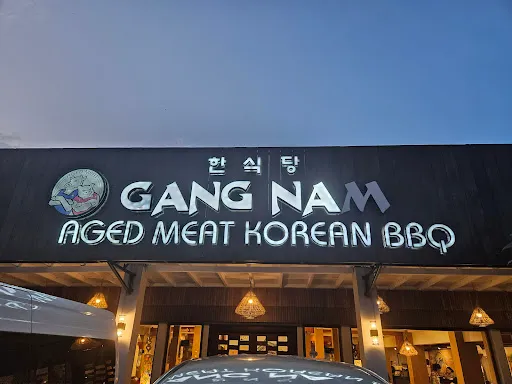 한식당
GANG NAM
AGED MEAT KOREAN BBQ